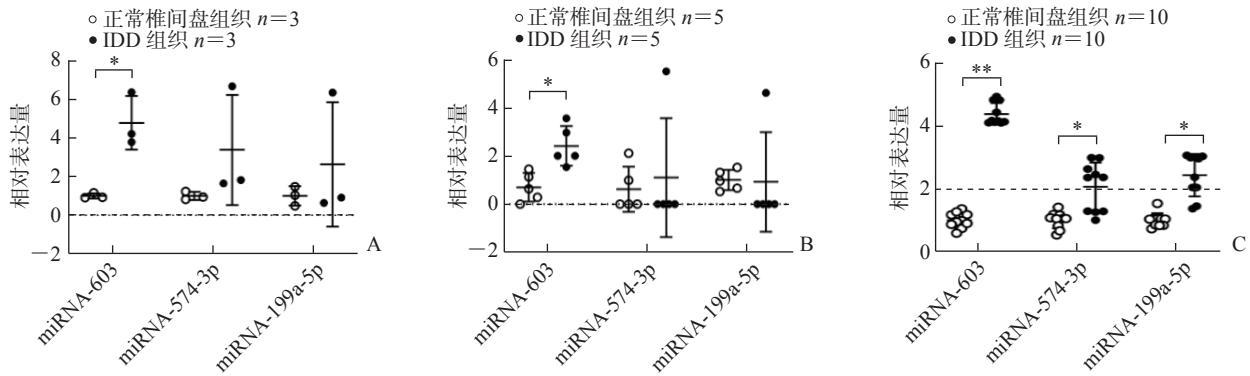 ○ 正常椎间盘组织 n=3
● IDD 组织 n=3
相对表达量
8
6
4
2
0
−2
*
miRNA-603
miRNA-574-3p
miRNA-199a-5p
A
○ 正常椎间盘组织 n=5
● IDD 组织 n=5
相对表达量
6
4
2
0
−2
*
miRNA-603
miRNA-574-3p
miRNA-199a-5p
B
○ 正常椎间盘组织 n=10
● IDD 组织 n=10
相对表达量
6
4
2
0
**
*
*
miRNA-603
miRNA-574-3p
miRNA-199a-5p
C